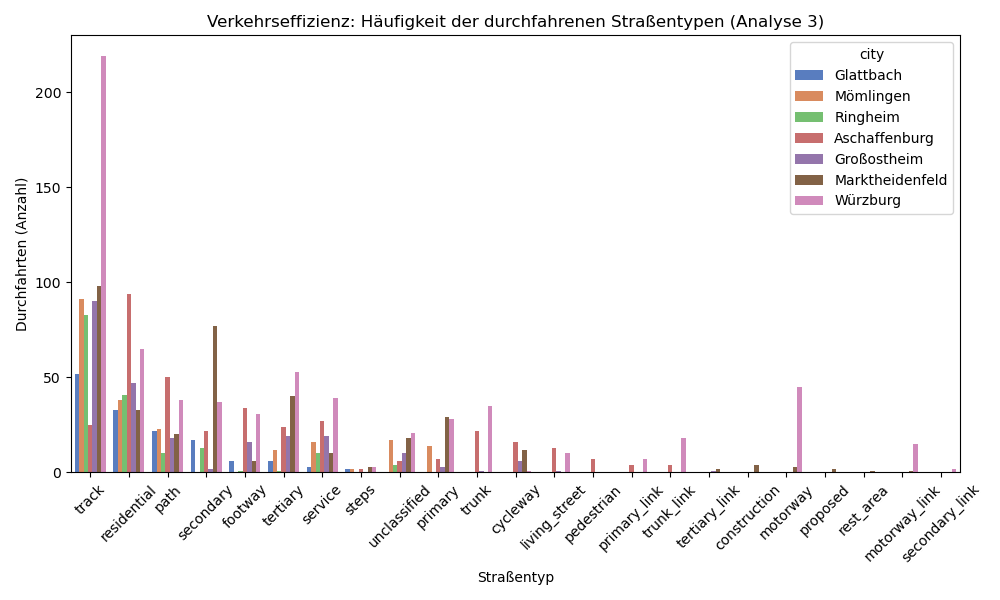 Verkehrseffizienz: Häufigkeit der durchfahrenen Straßentypen (Analyse 3)
city
Glattbach
Mömlingen
Ringheim
Aschaffenburg
Großostheim
Marktheidenfeld
Würzburg
Durchfahrten (Anzahl)
200
150
100
50
0
track
residential
path
secondary
footway
tertiary
service
steps
unclassified
primary
trunk
cycleway
living_street
pedestrian
primary_link
trunk_link
tertiary_link
construction
motorway
proposed
rest_area
motorway_link
secondary_link
Straßentyp